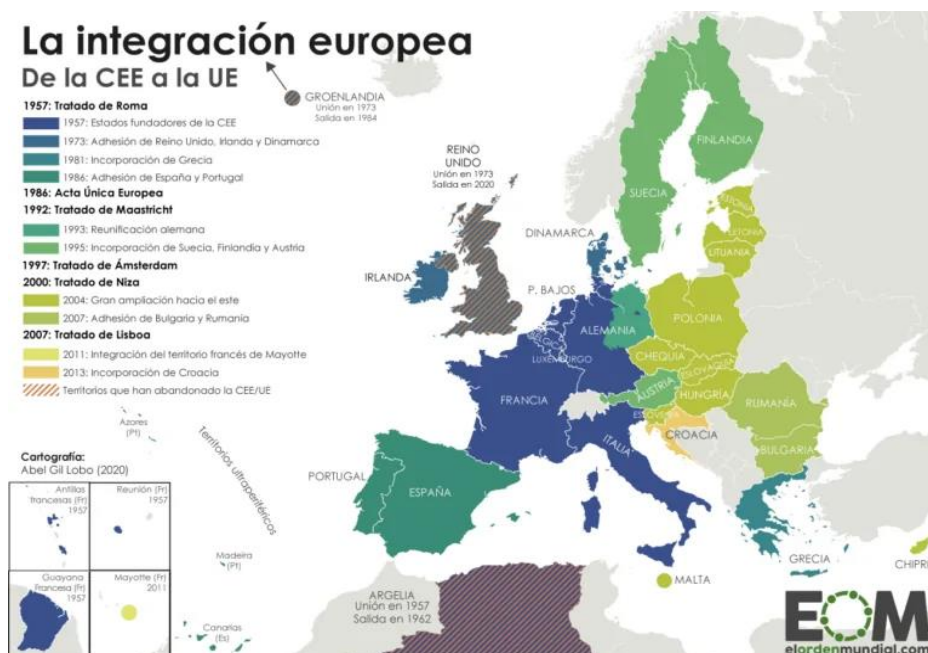 La integración europea
De la CEE a la UE
1957: Tratado de Roma
1957: Estados fundadores de la CEE
1973: Adhesión de Reino Unido, Irlanda y Dinamarca
1981: Incorporación de Grecia
1986: Adhesión de España y Portugal
1986: Acta Única Europea
1992: Tratado de Maastricht
1993: Reunificación alemana
1995: Incorporación de Suecia, Finlandia y Austria
1997: Tratado de Ámsterdam
2000: Tratado de Niza
2004: Gran ampliación hacia el este
2007: Adhesión de Bulgaria y Rumanía
2007: Tratado de Lisboa
2011: Integración del territorio francés de Mayotte
2013: Incorporación de Croacia
Territorios que han abandonado la CEE/UE
GROENLANDIA
Unión en 1973
Salida en 1984
REINO
UNIDO
Unión en 1973
Salida en 2020
FINLANDIA
SUECIA
ESTONIA
LETONIA
LITUANIA
DINAMARCA
IRLANDA
P. BAJOS
BÉLGICA
LUXEMBURGO
ALEMANIA
POLONIA
CHEQUIA
ESLOVAQUIA
AUSTRIA
HUNGRÍA
RUMANÍA
FRANCIA
ESLOVENIA
CROACIA
ITALIA
BULGARIA
PORTUGAL
ESPAÑA
GRECIA
MALTA
CHIPRE
ARGELIA
Unión en 1957
Salida en 1962
Azores
(Pt)
Territorios ultraperiféricos
Cartografía:
Abel Gil Lobo (2020)
Antillas
francesas (Fr)
1957
Reunión (Fr)
1957
Guayana
Francesa (Fr)
1957
Mayotte (Fr)
2011
Madeira
(Pt)
Canarias
(Es)
EOM
elordenmundial.com